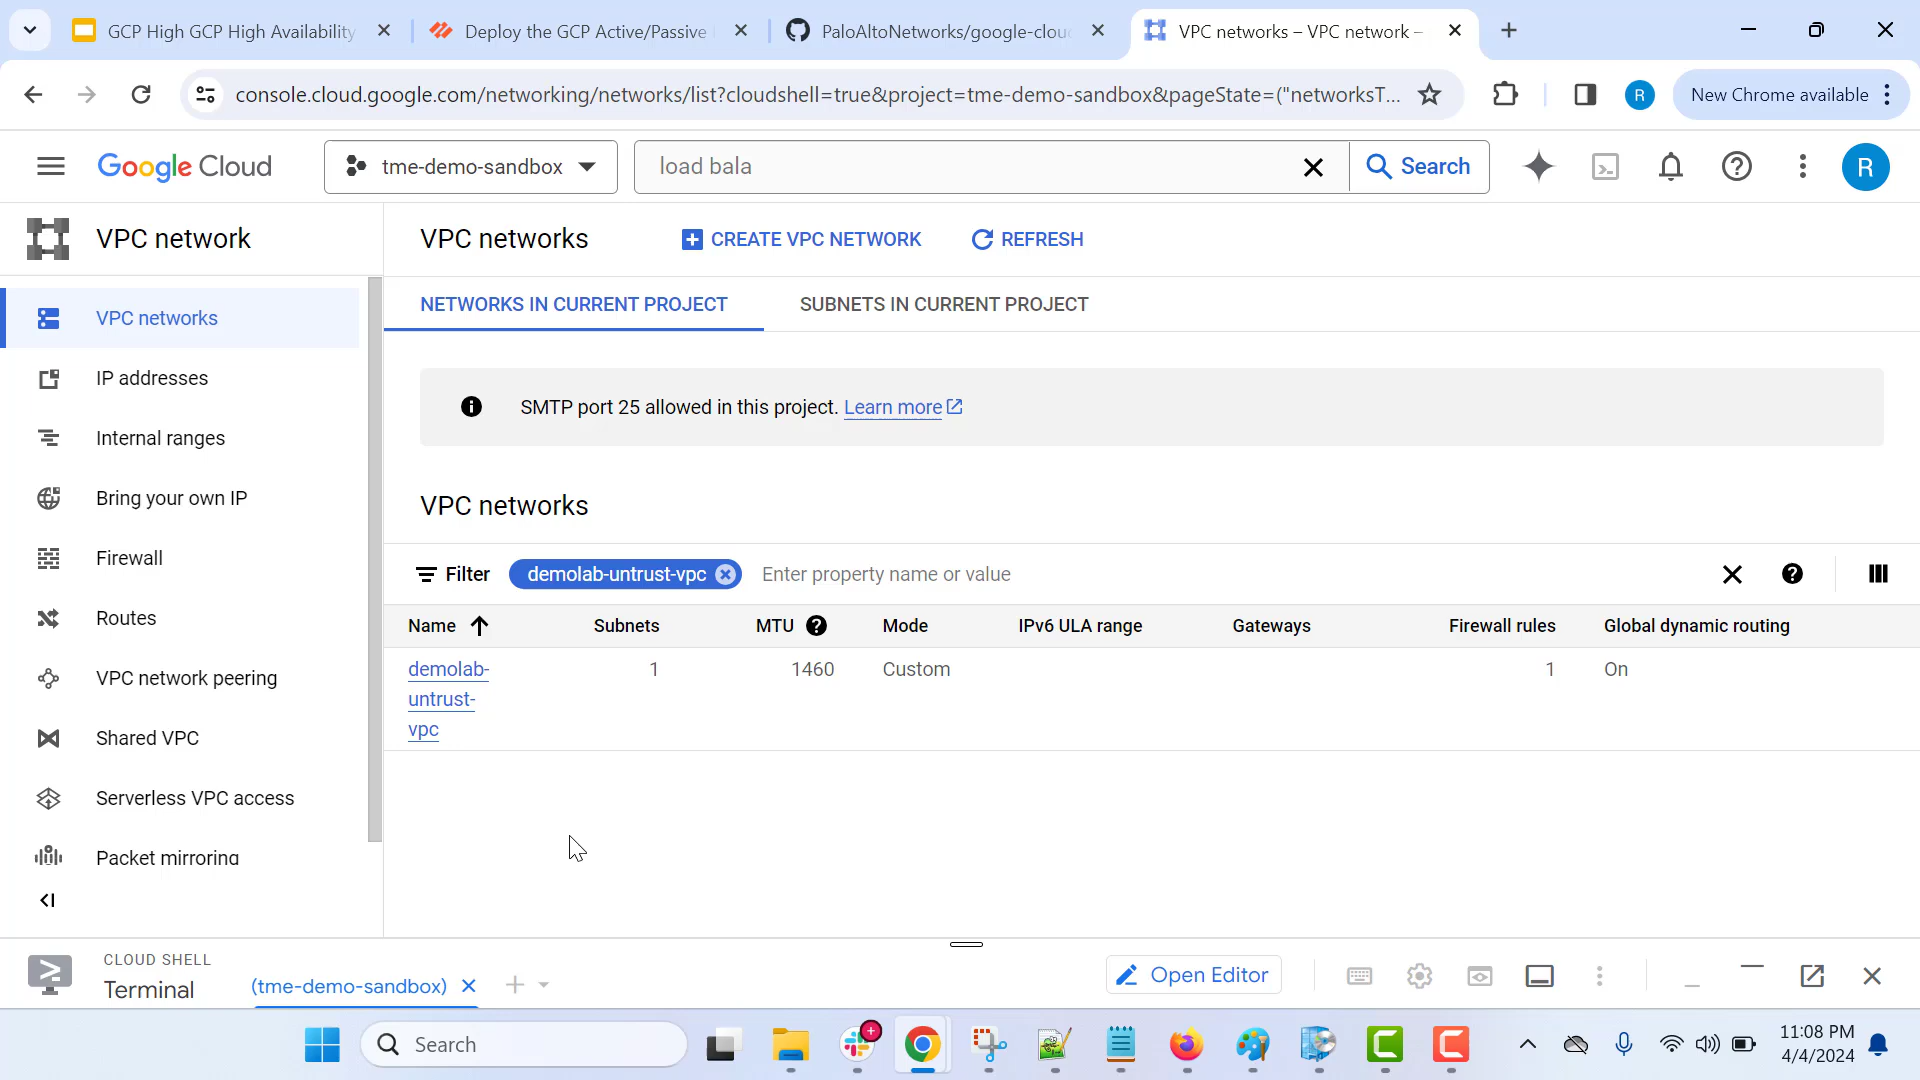 GCP High GCP High Availability
Deploy the GCP Active/Passive
PaloAltoNetworks/google-clou
VPC networks – VPC network –
console.cloud.google.com/networking/networks/list?cloudshell=true&project=tme-demo-sandbox&pageState=("networksT...
R
New Chrome available
Google Cloud
tme-demo-sandbox
load bala
Search
R
VPC network
VPC networks
CREATE VPC NETWORK
REFRESH
VPC networks
IP addresses
Internal ranges
Bring your own IP
Firewall
Routes
VPC network peering
Shared VPC
Serverless VPC access
Packet mirroring
NETWORKS IN CURRENT PROJECT
SUBNETS IN CURRENT PROJECT
SMTP port 25 allowed in this project. Learn more
VPC networks
Filter
demolab-untrust-vpc
Enter property name or value
Name Subnets MTU Mode IPv6 ULA range Gateways Firewall rules Global dynamic routing
demolab- 1 1460 Custom 1 On
untrust-
vpc
CLOUD SHELL
Terminal
(tme-demo-sandbox)
Open Editor
Search
11:08 PM
4/4/2024